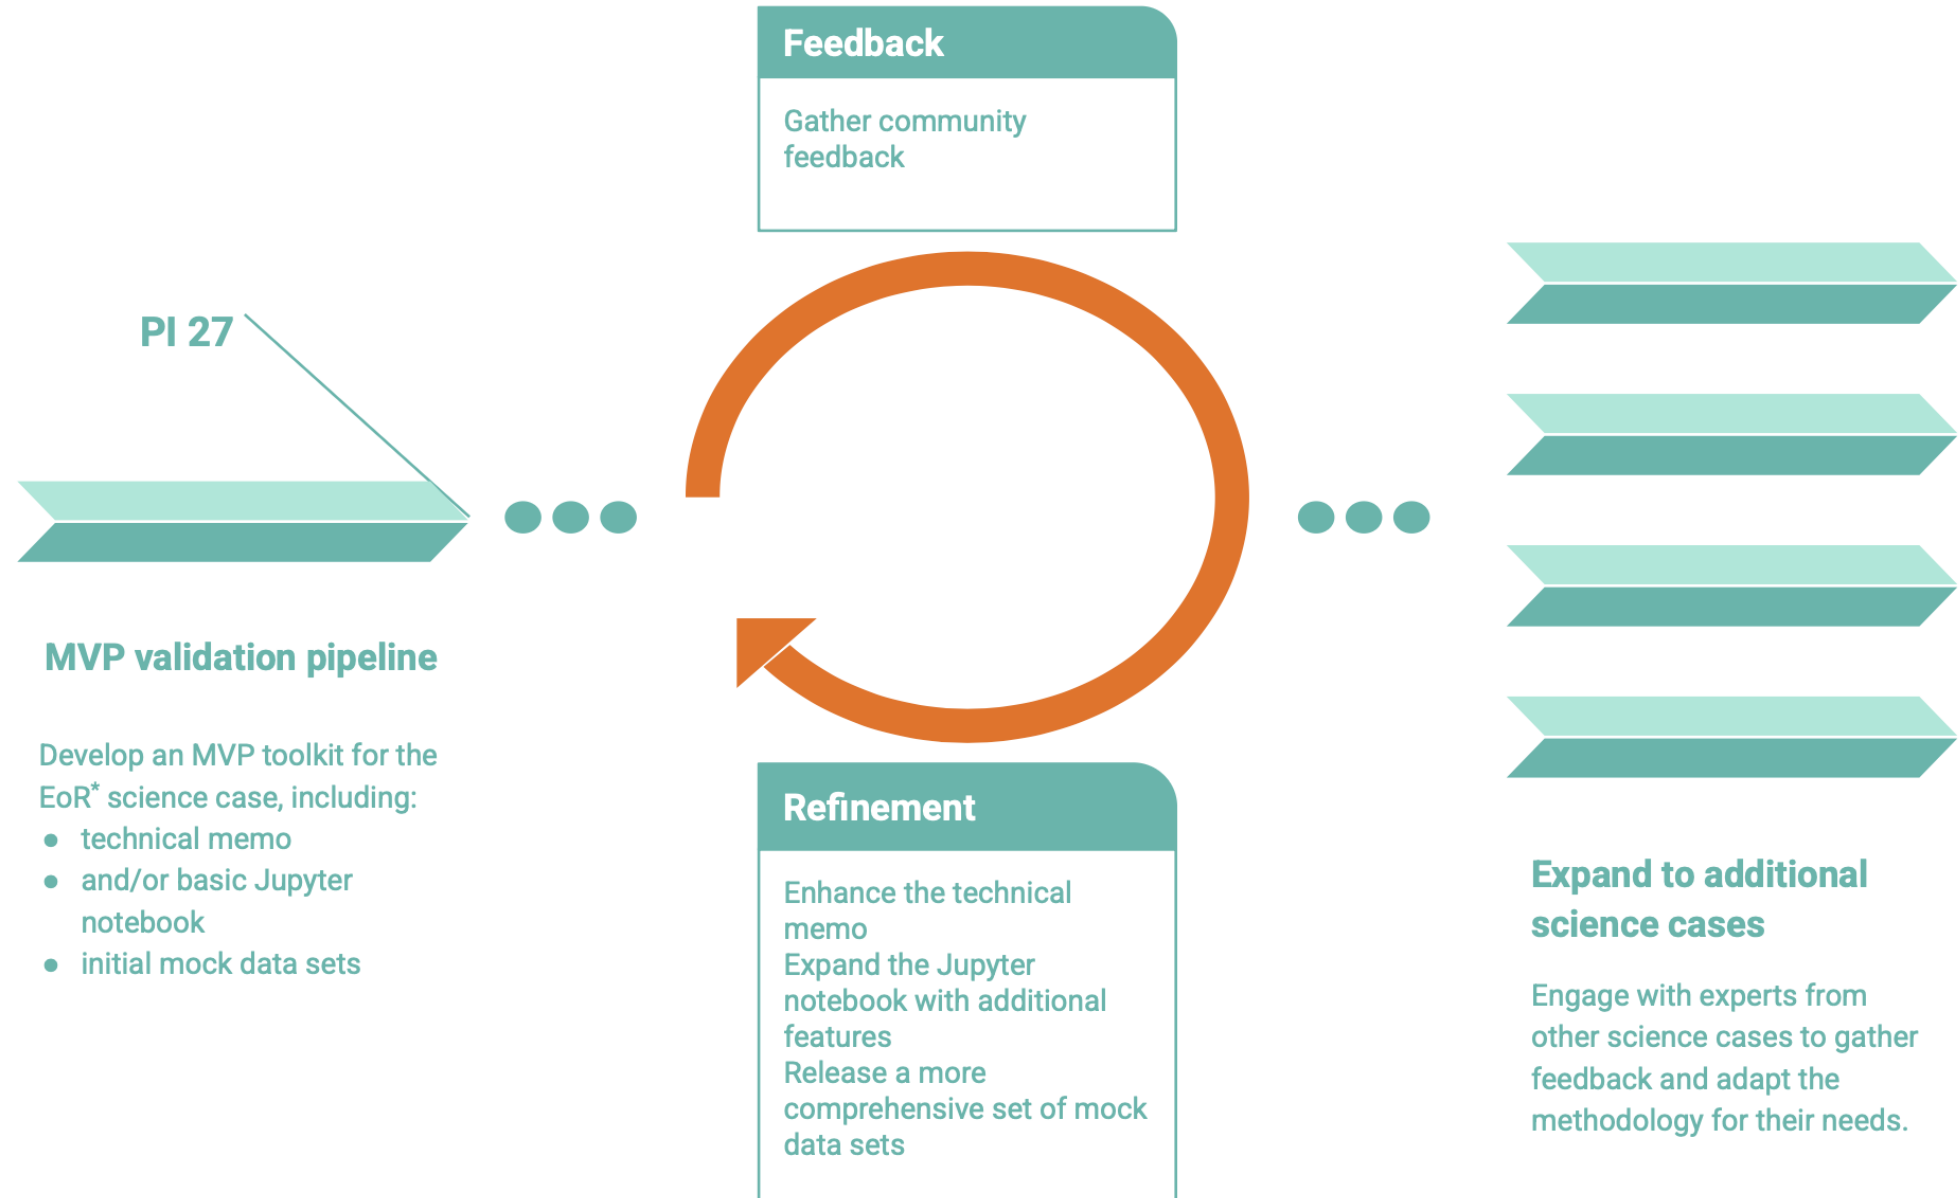 Feedback
Gather community
feedback
PI 27
MVP validation pipeline
Develop an MVP toolkit for the
EoR* science case, including:
● technical memo
● and/or basic Jupyter
notebook
● initial mock data sets
Refinement
Enhance the technical
memo
Expand the Jupyter
notebook with additional
features
Release a more
comprehensive set of mock
data sets
Expand to additional
science cases
Engage with experts from
other science cases to gather
feedback and adapt the
methodology for their needs.